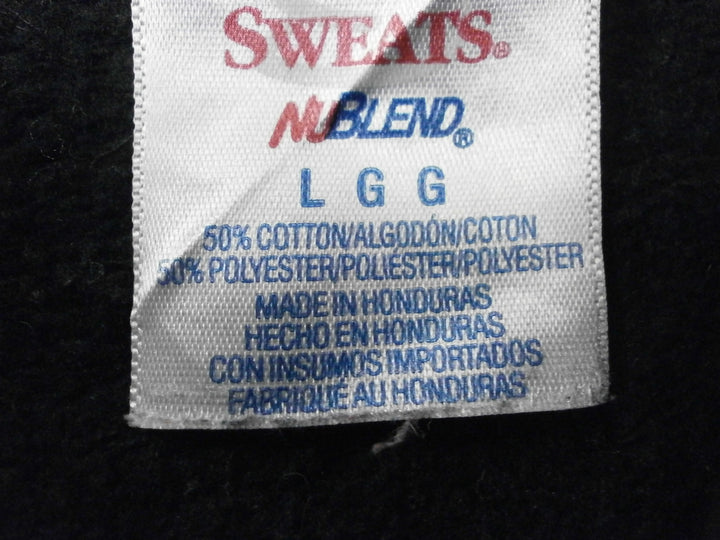 SWEATS®
NUBLEND®
L G G
50% COTTON/ALGODÓN/COTON
50% POLYESTER/POLIESTER/POLYESTER
MADE IN HONDURAS
HECHO EN HONDURAS
CON INSUMOS IMPORTADOS
FABRIQUÉ AU HONDURAS